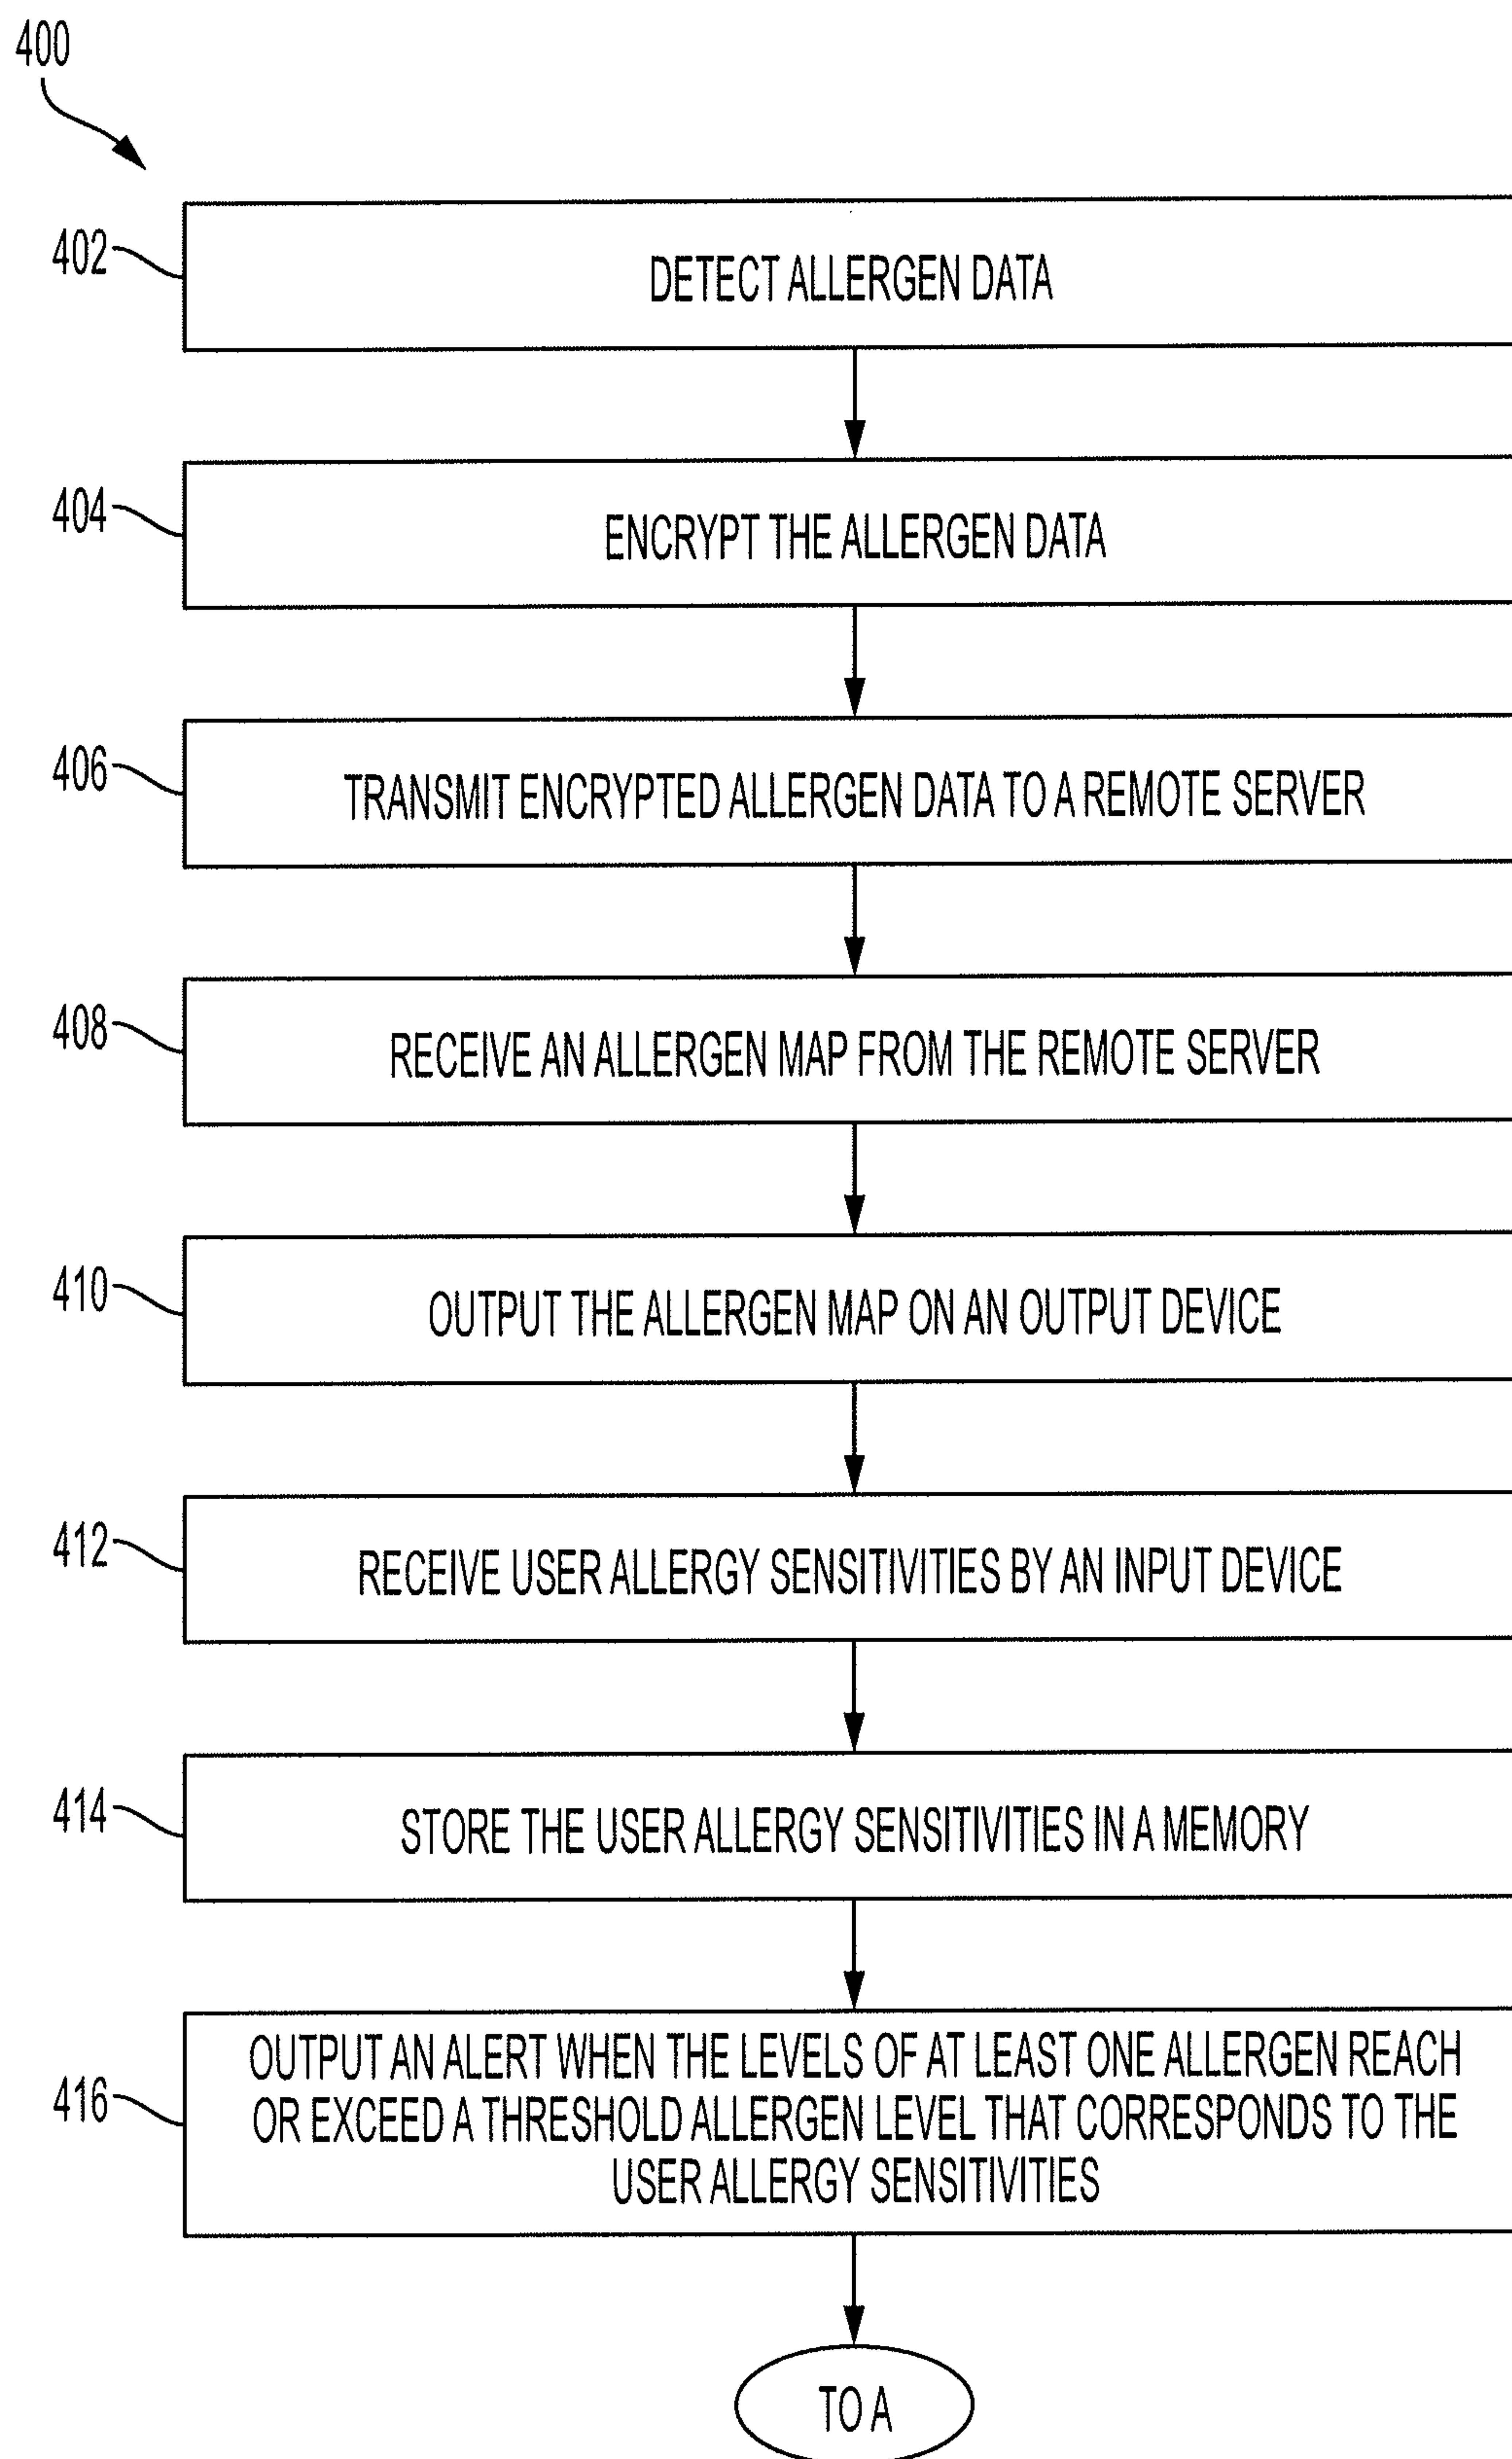 400
402
DETECT ALLERGEN DATA
404
ENCRYPT THE ALLERGEN DATA
406
TRANSMIT ENCRYPTED ALLERGEN DATA TO A REMOTE SERVER
408
RECEIVE AN ALLERGEN MAP FROM THE REMOTE SERVER
410
OUTPUT THE ALLERGEN MAP ON AN OUTPUT DEVICE
412
RECEIVE USER ALLERGY SENSITIVITIES BY AN INPUT DEVICE
414
STORE THE USER ALLERGY SENSITIVITIES IN A MEMORY
416
OUTPUT AN ALERT WHEN THE LEVELS OF AT LEAST ONE ALLERGEN REACH
OR EXCEED A THRESHOLD ALLERGEN LEVEL THAT CORRESPONDS TO THE
USER ALLERGY SENSITIVITIES
TO A